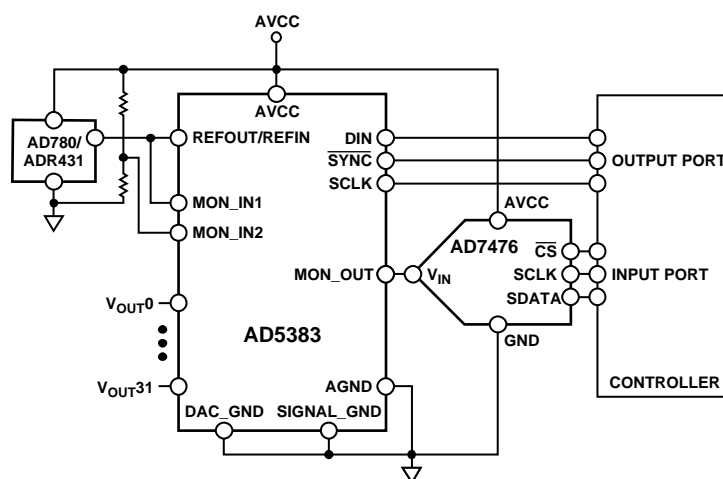 AVCC
AVCC
AD780/
ADR431
REFOUT/REFIN
DIN
SYNC
SCLK
OUTPUT PORT
MON_IN1
MON_IN2
AVCC
AD7476
CS
SCLK
SDATA
INPUT PORT
MON_OUT
VIN
VOUT0
AD5383
GND
VOUT31
AGND
CONTROLLER
DAC_GND
SIGNAL_GND